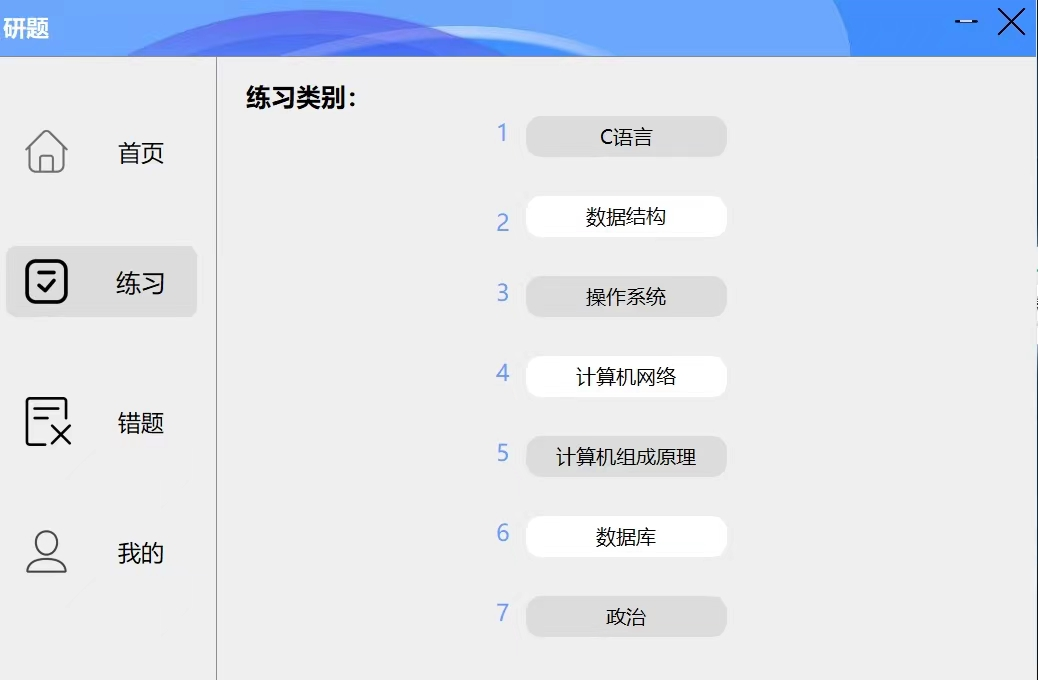 研题
首页
练习
错题
我的
练习类别：
1 C语言
2 数据结构
3 操作系统
4 计算机网络
5 计算机组成原理
6 数据库
7 政治